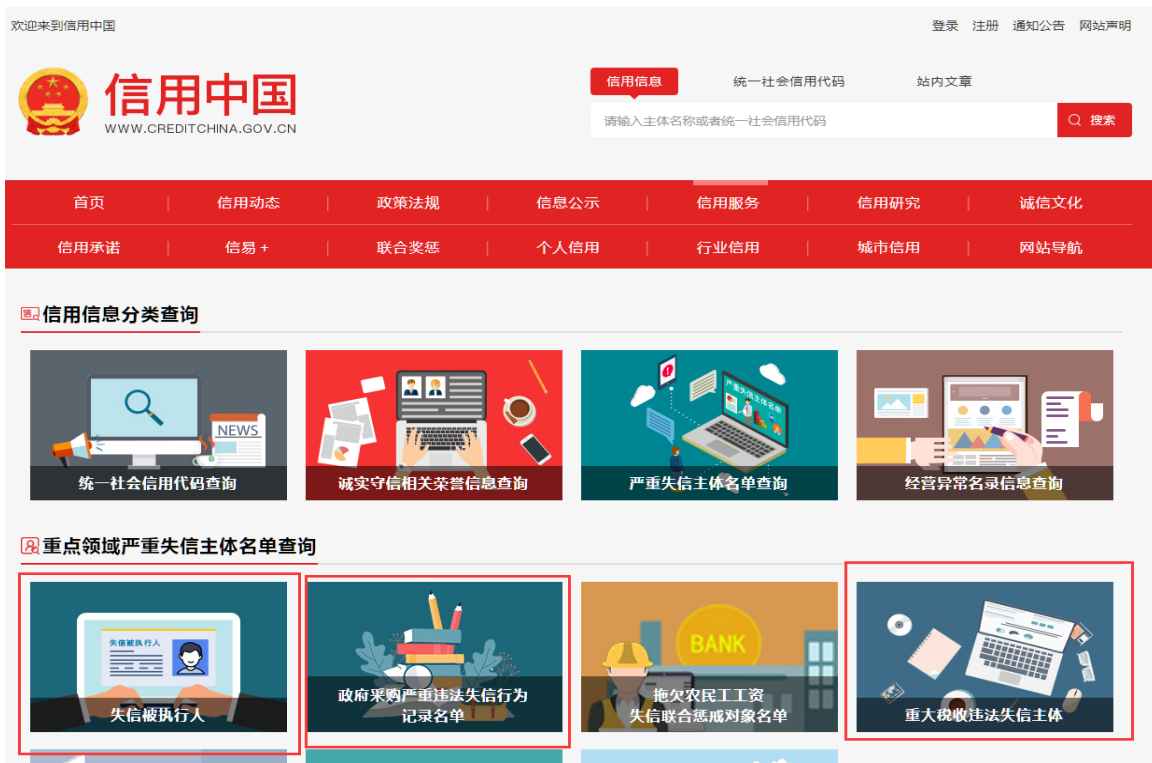 欢迎来到信用中国
登录 注册 通知公告 网站声明
信用中国
WWW.CREDITCHINA.GOV.CN
信用信息 统一社会信用代码 站内文章
请输入主体名称或者统一社会信用代码
搜索
首页 信用动态 政策法规 信息公示 信用服务 信用研究 诚信文化
信用承诺 信易+ 联合奖惩 个人信用 行业信用 城市信用 网站导航
信用信息分类查询
NEWS
统一社会信用代码查询
诚实守信相关荣誉信息查询
严重失信主体名单
严重失信主体名单查询
经营异常名录信息查询
重点领域严重失信主体名单查询
失信被执行人
失信被执行人
政府采购严重违法失信行为
记录名单
BANK
拖欠农民工工资
失信联合惩戒对象名单
重大税收违法失信主体